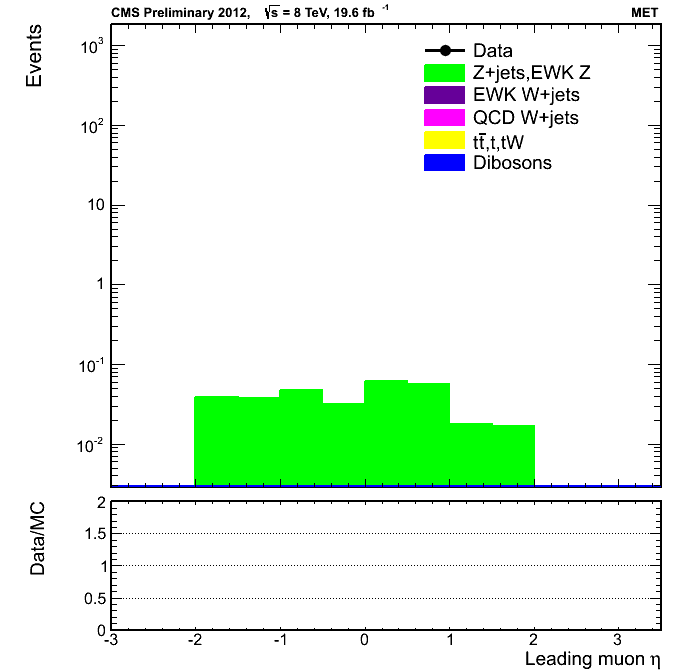 CMS Preliminary 2012, √s = 8 TeV, 19.6 fb⁻¹ MET
Events
10³
10²
10
1
10⁻¹
10⁻²
Data
Z+jets,EWK Z
EWK W+jets
QCD W+jets
tt̄,t,tW
Dibosons
Data/MC
2
1.5
1
0.5
0
-3 -2 -1 0 1 2 3
Leading muon η